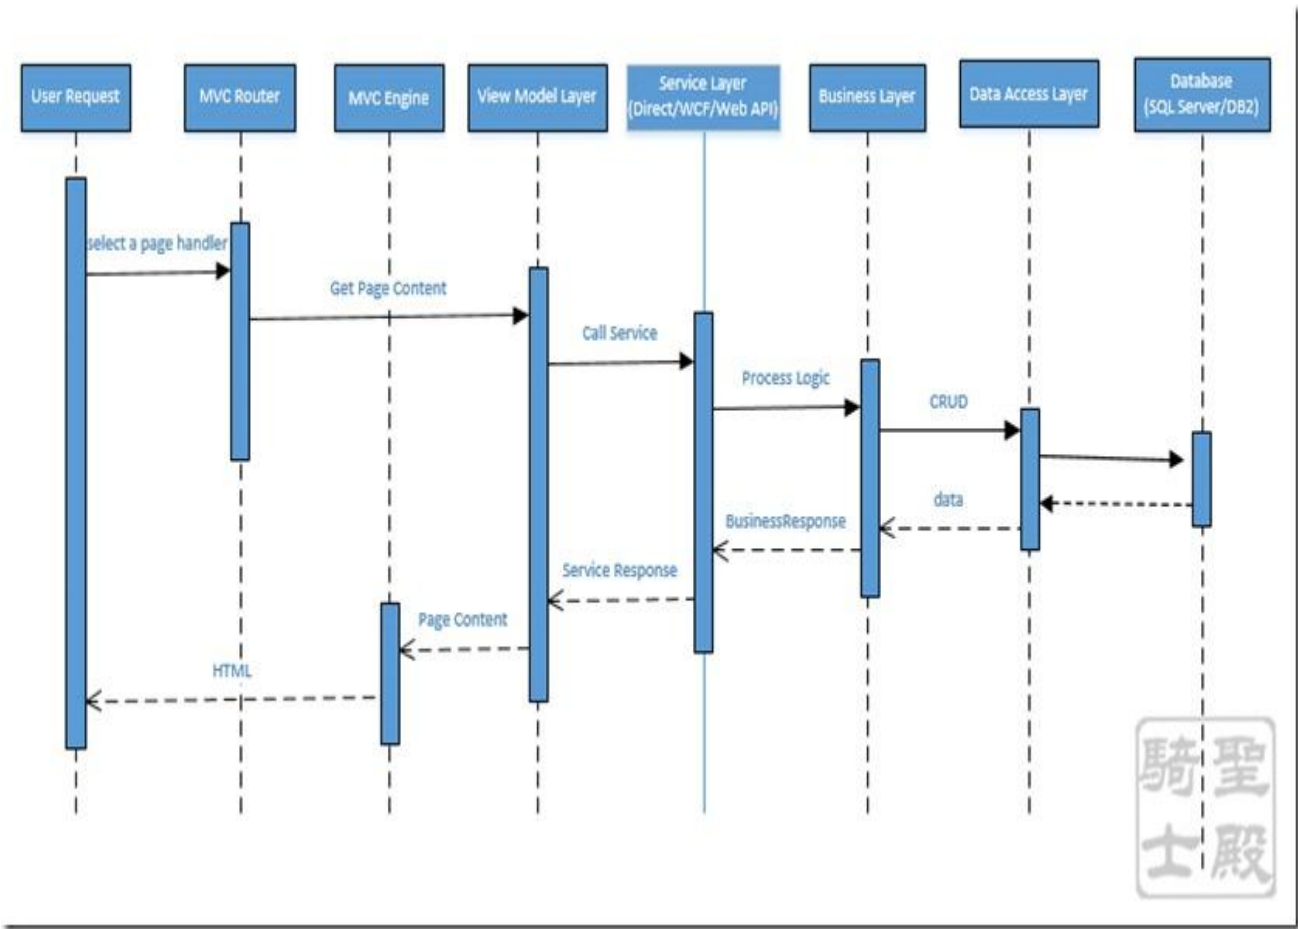 User Request
MVC Router
MVC Engine
View Model Layer
Service Layer
(Direct/WCF/Web API)
Business Layer
Data Access Layer
Database
(SQL Server/DB2)
select a page handler
Get Page Content
Call Service
Process Logic
CRUD
data
BusinessResponse
Service Response
Page Content
HTML
騎聖
士殿